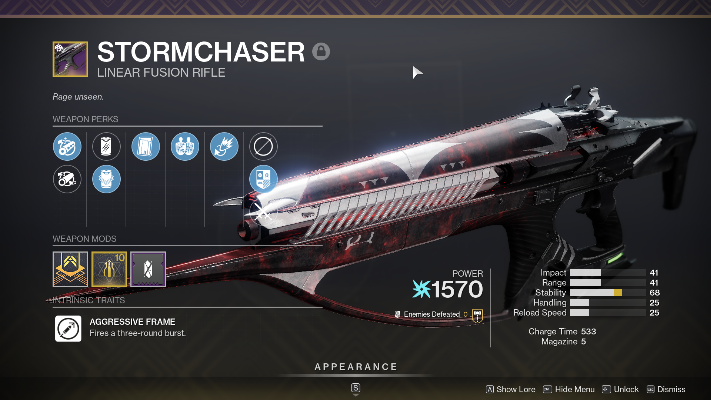 STORMCHASER
LINEAR FUSION RIFLE
Rage unseen.
WEAPON PERKS
WEAPON MODS
10
INTRINSIC TRAITS
AGGRESSIVE FRAME
Fires a three-round burst.
POWER
1570
Enemies Defeated 0
Impact 41
Range 41
Stability 68
Handling 25
Reload Speed 25
Charge Time 533
Magazine 5
APPEARANCE
S
Show Lore
Hide Menu
Unlock
Dismiss